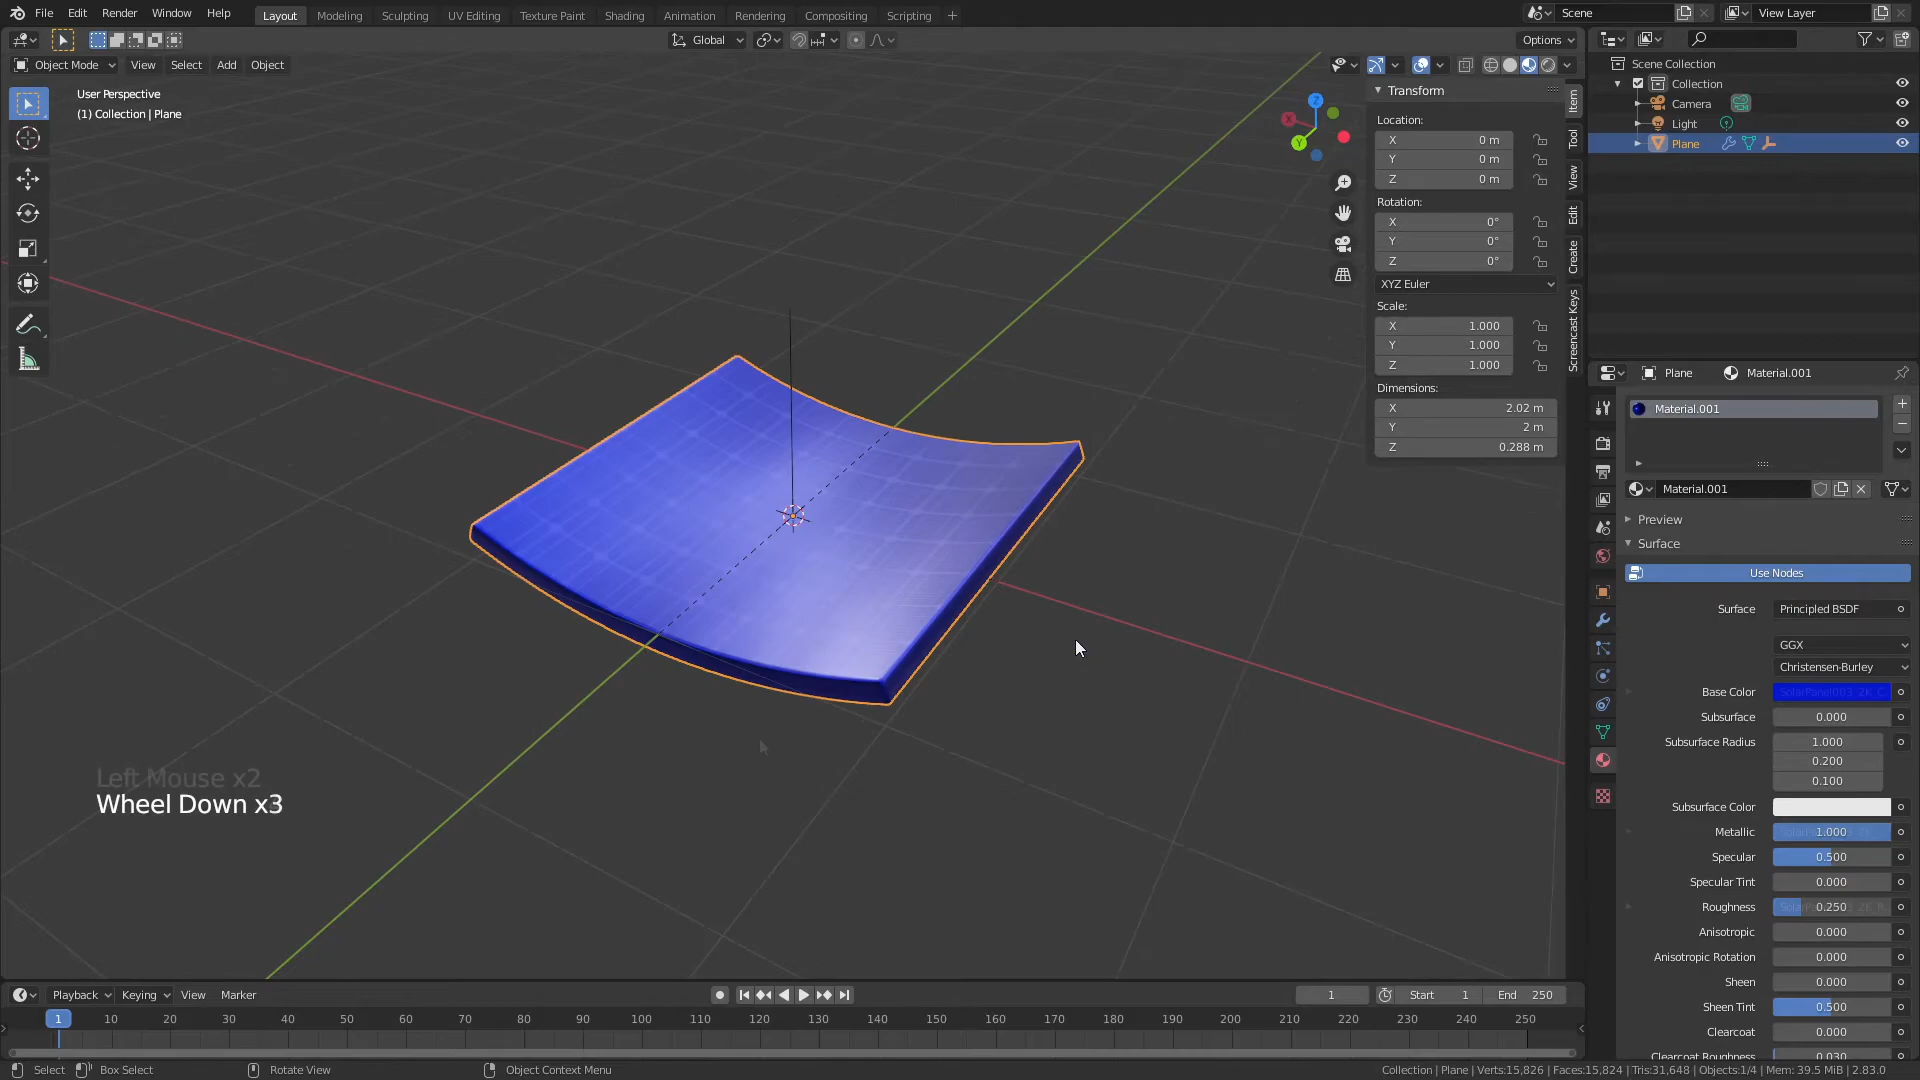 File Edit Render Window Help Layout Modeling Sculpting UV Editing Texture Paint Shading Animation Rendering Compositing Scripting + Scene View Layer
Global Options
Object Mode View Select Add Object
User Perspective
(1) Collection | Plane
Transform
Location:
X 0 m
Y 0 m
Z 0 m
Rotation:
X 0°
Y 0°
Z 0°
XYZ Euler
Scale:
X 1.000
Y 1.000
Z 1.000
Dimensions:
X 2.02 m
Y 2 m
Z 0.288 m
Item
Tool
View
Edit
Create
Screencast Keys
X
Y
Z
Scene Collection
Collection
Camera
Light
Plane
Plane Material.001
Material.001
Material.001
Preview
Surface
Use Nodes
Surface Principled BSDF
GGX
Christensen-Burley
Base Color
Subsurface 0.000
Subsurface Radius 1.000
0.200
0.100
Subsurface Color
Metallic 1.000
Specular 0.500
Specular Tint 0.000
Roughness 0.250
Anisotropic 0.000
Anisotropic Rotation 0.000
Sheen 0.000
Sheen Tint 0.500
Clearcoat 0.000
Clearcoat Roughness 0.030
Left Mouse x2
Wheel Down x3
Playback Keying View Marker 1 Start 1 End 250
1 10 20 30 40 50 60 70 80 90 100 110 120 130 140 150 160 170 180 190 200 210 220 230 240 250
Select Box Select Rotate View Object Context Menu Collection | Plane | Verts:15,826 | Faces:15,824 | Tris:31,648 | Objects:1/4 | Mem: 39.5 MiB | 2.83.0